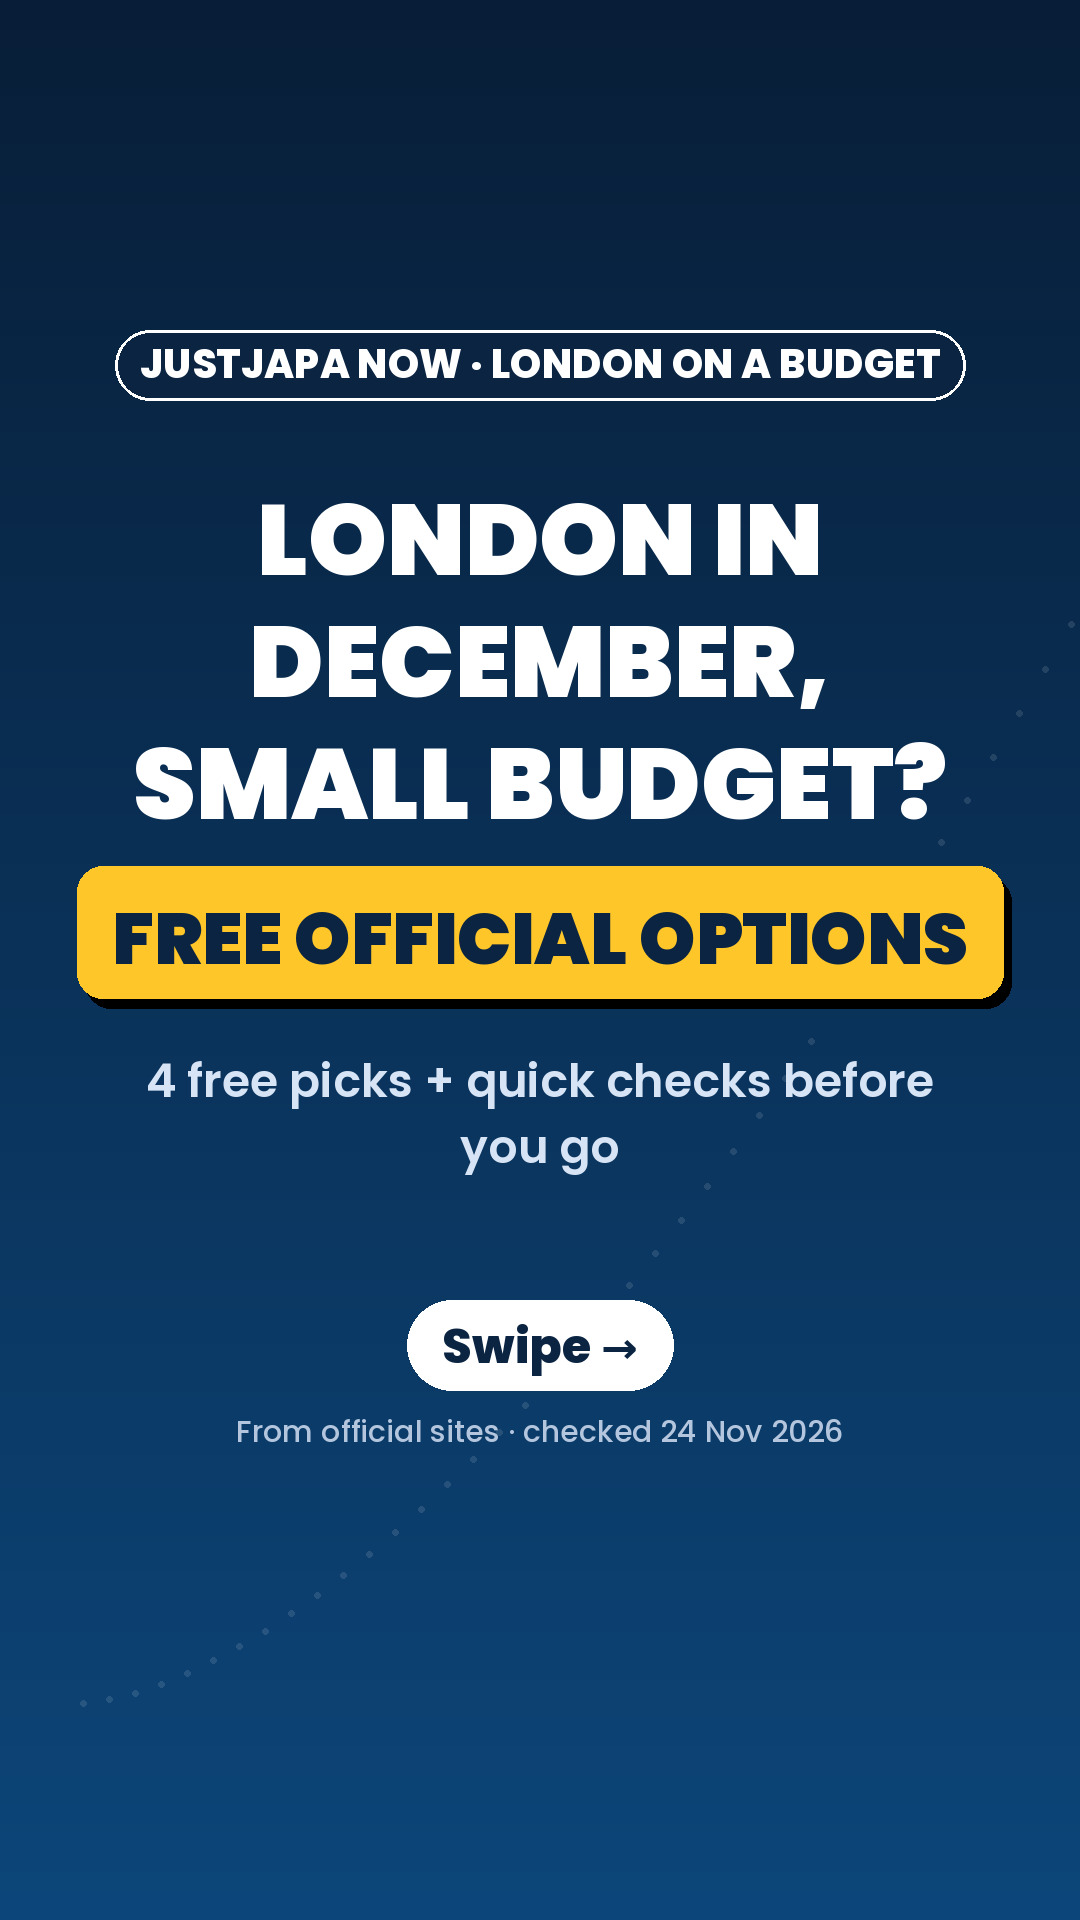 JUSTJAPA NOW · LONDON ON A BUDGET
LONDON IN
DECEMBER,
SMALL BUDGET?
FREE OFFICIAL OPTIONS
4 free picks + quick checks before
you go
Swipe →
From official sites · checked 24 Nov 2026